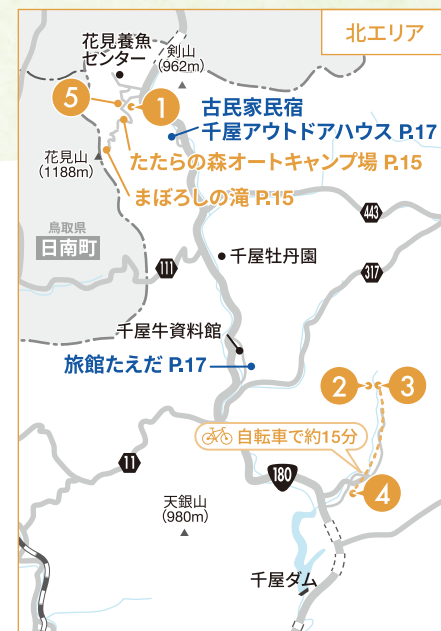 北エリア
花見養魚
センター
剣山
(962m)
5
1
古民家民宿
千屋アウトドアハウス P.17
たたらの森オートキャンプ場 P.15
花見山
(1188m)
まぼろしの滝 P.15
鳥取県
日南町
443
111
千屋牡丹園
317
千屋牛資料館
旅館たえだ P.17
2
3
自転車で約15分
11
180
4
天銀山
(980m)
千屋ダム